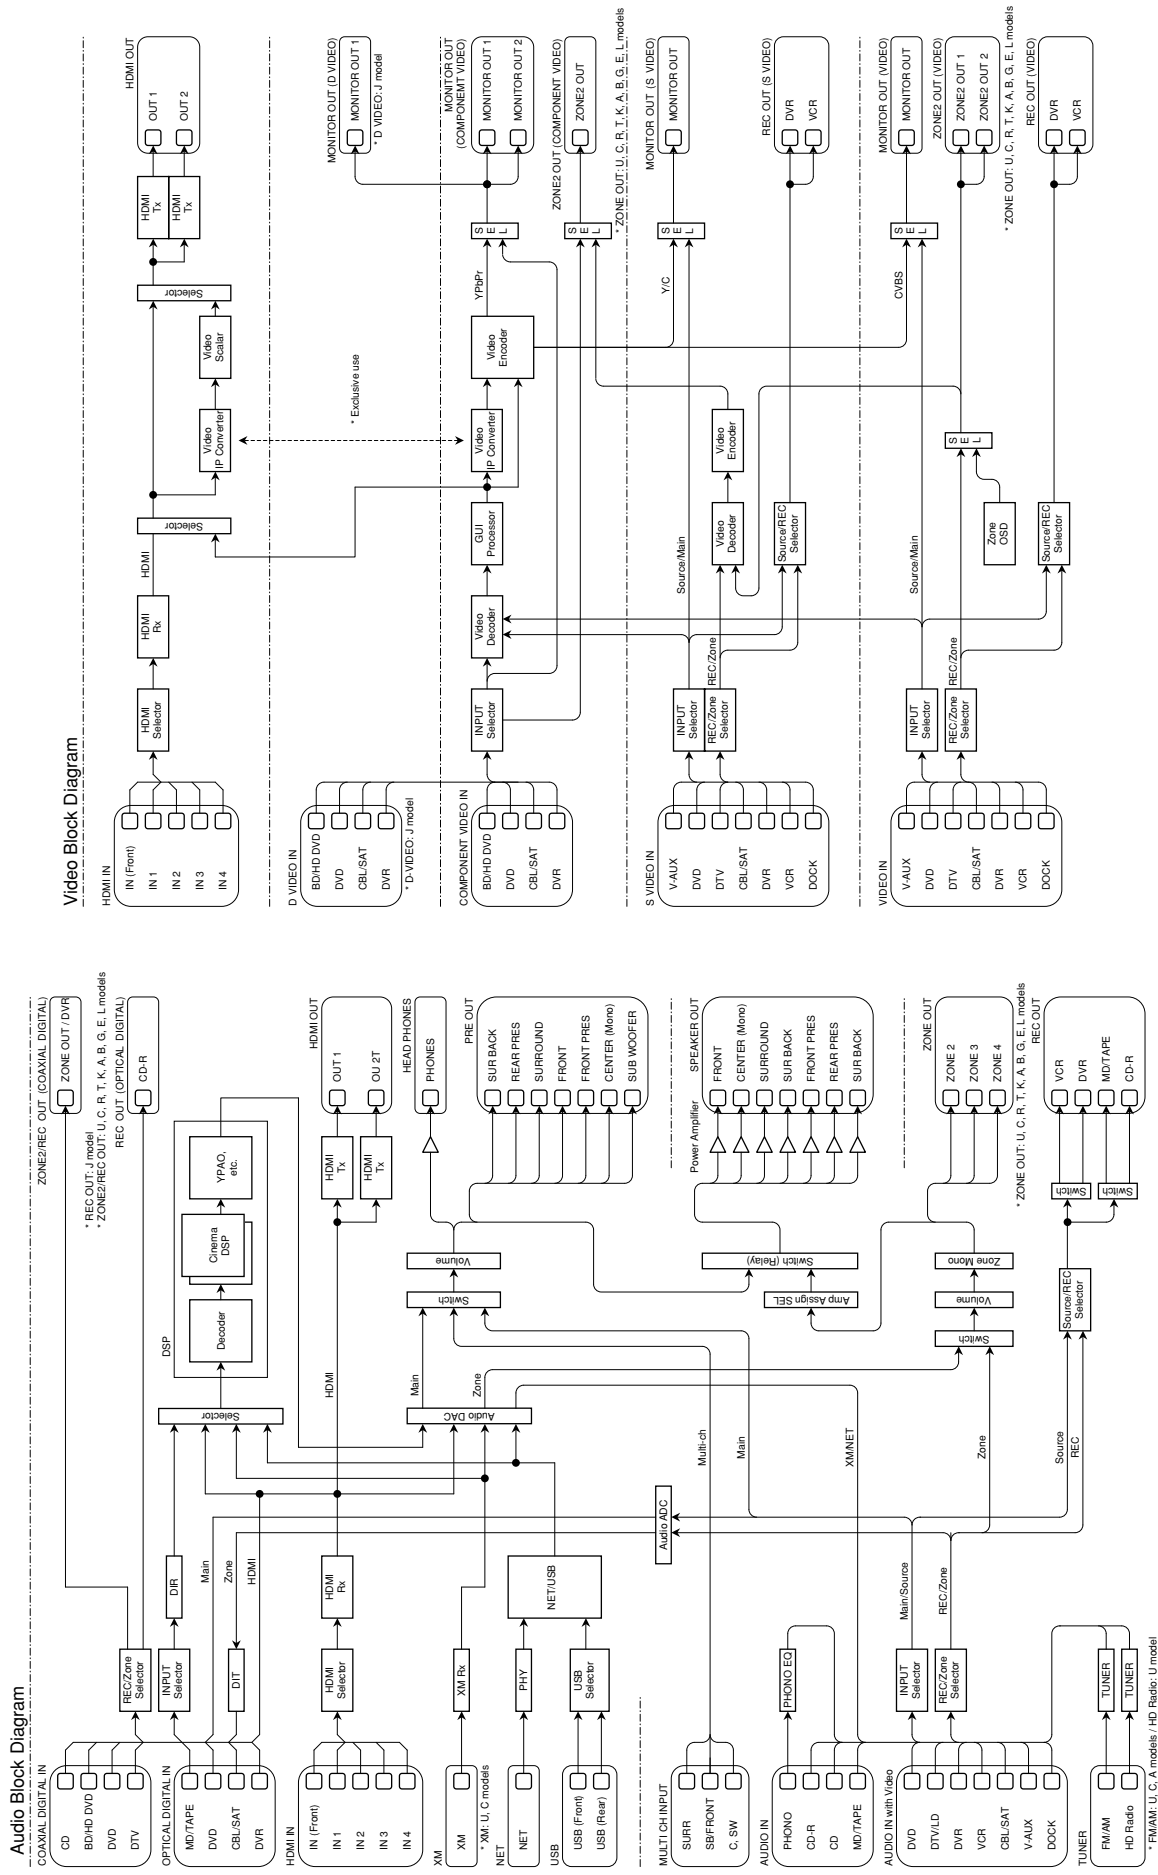 Audio Block Diagram
COAXIAL DIGITAL IN
CD
BD/HD DVD
DVD
DTV
REC/Zone
Selector
ZONE2/REC OUT (COAXIAL DIGITAL)
ZONE OUT / DVR
* REC OUT: J model
* ZONE2/REC OUT: U, C, R, T, K, A, B, G, E, L models
REC OUT (OPTICAL DIGITAL)
CD-R
OPTICAL DIGITAL IN
MD/TAPE
DVD
CBL/SAT
DVR
INPUT
Selector
DIR
DIT
Main
Zone
HDMI
Selector
DSP
Decoder
Cinema
DSP
YPAO,
etc.
HDMI IN
IN (Front)
IN 1
IN 2
IN 3
IN 4
HDMI
Selector
HDMI
Rx
HDMI
HDMI
Tx
HDMI
Tx
HDMI OUT
OUT 1
OU 2T
XM
XM
* XM: U, C models
XM Rx
NET
NET
PHY
NET/USB
USB
USB (Front)
USB (Rear)
USB
Selector
Audio DAC
Main
Zone
Switch
Volume
HEAD PHONES
PHONES
PRE OUT
SUR BACK
REAR PRES
SURROUND
FRONT
FRONT PRES
CENTER (Mono)
SUB WOOFER
MULTI CH INPUT
SURR
SB/FRONT
C, SW
Audio ADC
Multi-ch
Main
XM/NET
Zone
Source
REC
Amp Assign SEL
Switch (Relay)
Power Amplifier
SPEAKER OUT
FRONT
CENTER (Mono)
SURROUND
SUR BACK
FRONT PRES
REAR PRES
SUR BACK
AUDIO IN
PHONO
CD-R
CD
MD/TAPE
PHONO EQ
AUDIO IN with Video
DVD
DTV/LD
DVR
VCR
CBL/SAT
V-AUX
DOCK
INPUT
Selector
REC/Zone
Selector
Main/Source
REC/Zone
Switch
Volume
Zone Mono
ZONE OUT
ZONE 2
ZONE 3
ZONE 4
* ZONE OUT: U, C, R, T, K, A, B, G, E, L models
TUNER
FM/AM
HD Radio
TUNER
TUNER
* FM/AM: U, C, A models / HD Radio: U model
Source/REC
Selector
Switch
Switch
REC OUT
VCR
DVR
MD/TAPE
CD-R
Video Block Diagram
HDMI IN
IN (Front)
IN 1
IN 2
IN 3
IN 4
HDMI
Selector
HDMI
Rx
HDMI
Selector
Video
IP Converter
Video
Scalar
Selector
HDMI
Tx
HDMI
Tx
HDMI OUT
OUT 1
OUT 2
D VIDEO IN
BD/HD DVD
DVD
CBL/SAT
DVR
* D-VIDEO: J model
* Exclusive use
MONITOR OUT (D VIDEO)
MONITOR OUT 1
* D VIDEO: J model
COMPONENT VIDEO IN
BD/HD DVD
DVD
CBL/SAT
DVR
INPUT
Selector
Video
Decoder
GUI
Processor
Video
IP Converter
Video
Encoder
YPbPr
SEL
MONITOR OUT
(COMPONEMT VIDEO)
MONITOR OUT 1
MONITOR OUT 2
SEL
ZONE2 OUT (COMPONENT VIDEO)
ZONE2 OUT
* ZONE OUT: U, C, R, T, K, A, B, G, E, L models
S VIDEO IN
V-AUX
DVD
DTV
CBL/SAT
DVR
VCR
DOCK
INPUT
Selector
REC/Zone
Selector
REC/Zone
Source/Main
Video
Decoder
Video
Encoder
Source/REC
Selector
Y/C
SEL
MONITOR OUT (S VIDEO)
MONITOR OUT
REC OUT (S VIDEO)
DVR
VCR
VIDEO IN
V-AUX
DVD
DTV
CBL/SAT
DVR
VCR
DOCK
INPUT
Selector
REC/Zone
Selector
REC/Zone
Source/Main
Zone
OSD
SEL
Source/REC
Selector
CVBS
SEL
MONITOR OUT (VIDEO)
MONITOR OUT
ZONE2 OUT (VIDEO)
ZONE2 OUT 1
ZONE2 OUT 2
* ZONE OUT: U, C, R, T, K, A, B, G, E, L models
REC OUT (VIDEO)
DVR
VCR